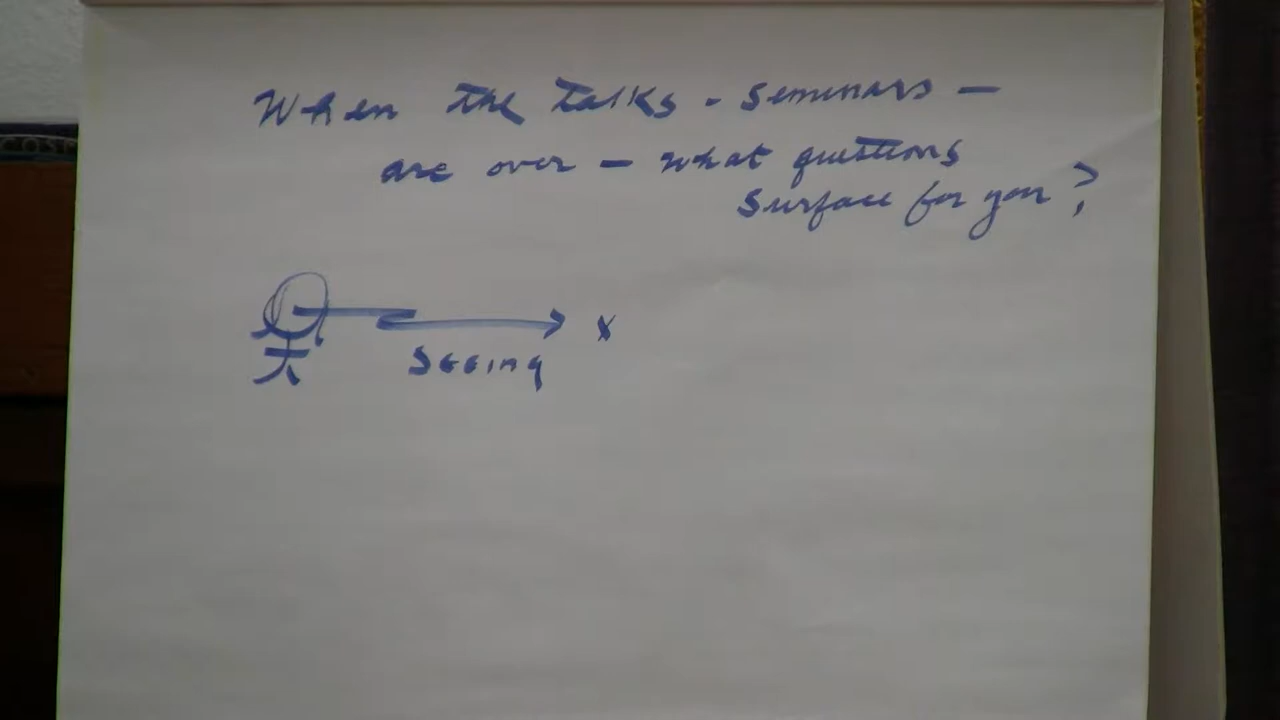 When the talks - seminars —
are over — what questions
surface for you?
Seeing
x